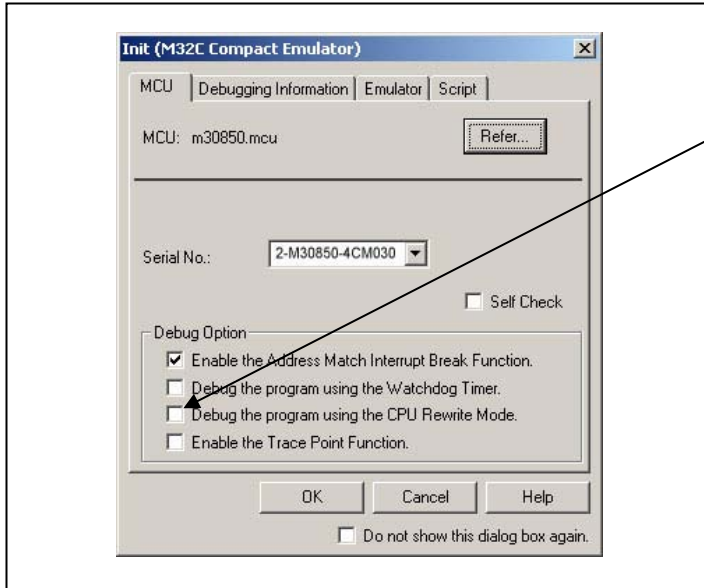 Init (M32C Compact Emulator)
MCU Debugging Information Emulator Script
MCU: m30850.mcu Refer...
Serial No.: 2-M30850-4CM030
Self Check
Debug Option
Enable the Address Match Interrupt Break Function.
Debug the program using the Watchdog Timer.
Debug the program using the CPU Rewrite Mode.
Enable the Trace Point Function.
OK Cancel Help
Do not show this dialog box again.